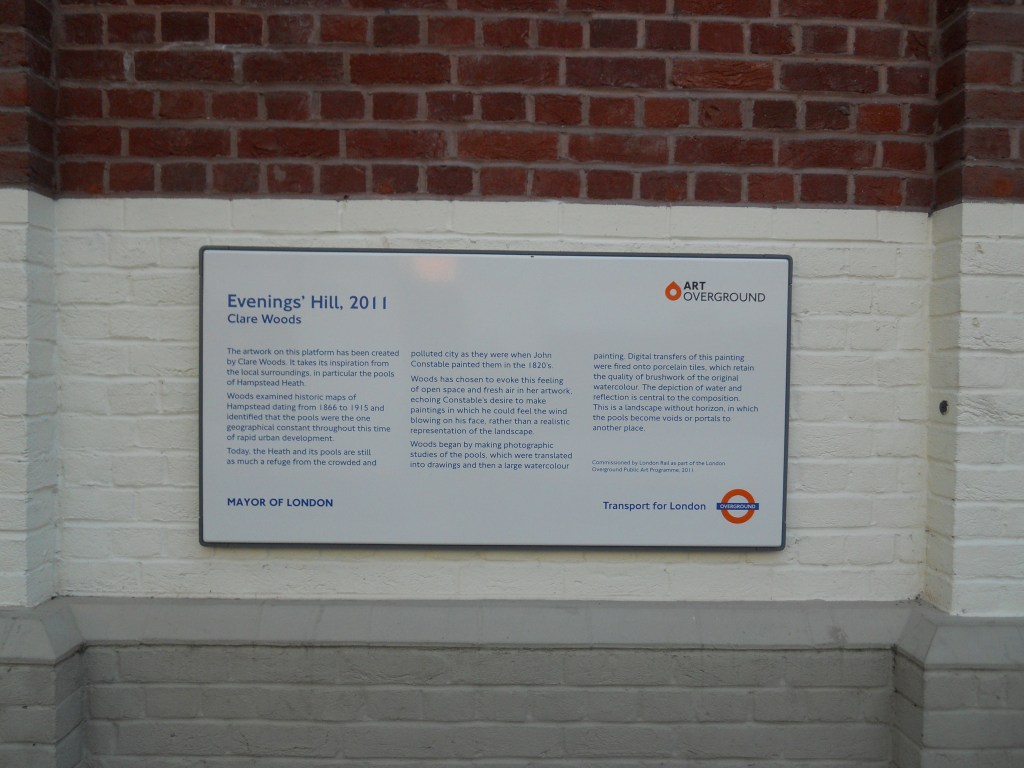 Evenings' Hill, 2011
Clare Woods
ART
OVERGROUND
The artwork on this platform has been created
by Clare Woods. It takes its inspiration from
the local surroundings, in particular the pools
of Hampstead Heath.
Woods examined historic maps of
Hampstead dating from 1866 to 1915 and
identified that the pools were the one
geographical constant throughout this time
of rapid urban development.
Today, the Heath and its pools are still
as much a refuge from the crowded and
polluted city as they were when John
Constable painted them in the 1820's.
Woods has chosen to evoke this feeling
of open space and fresh air in her artwork,
echoing Constable's desire to make
paintings in which he could feel the wind
blowing on his face, rather than a realistic
representation of the landscape.
Woods began by making photographic
studies of the pools, which were translated
into drawings and then a large watercolour
painting. Digital transfers of this painting
were fired onto porcelain tiles, which retain
the quality of brushwork of the original
watercolour. The depiction of water and
reflection is central to the composition.
This is a landscape without horizon, in which
the pools become voids or portals to
another place.
Commissioned by London Rail as part of the London
Overground Public Art Programme, 2011
MAYOR OF LONDON
Transport for London
OVERGROUND